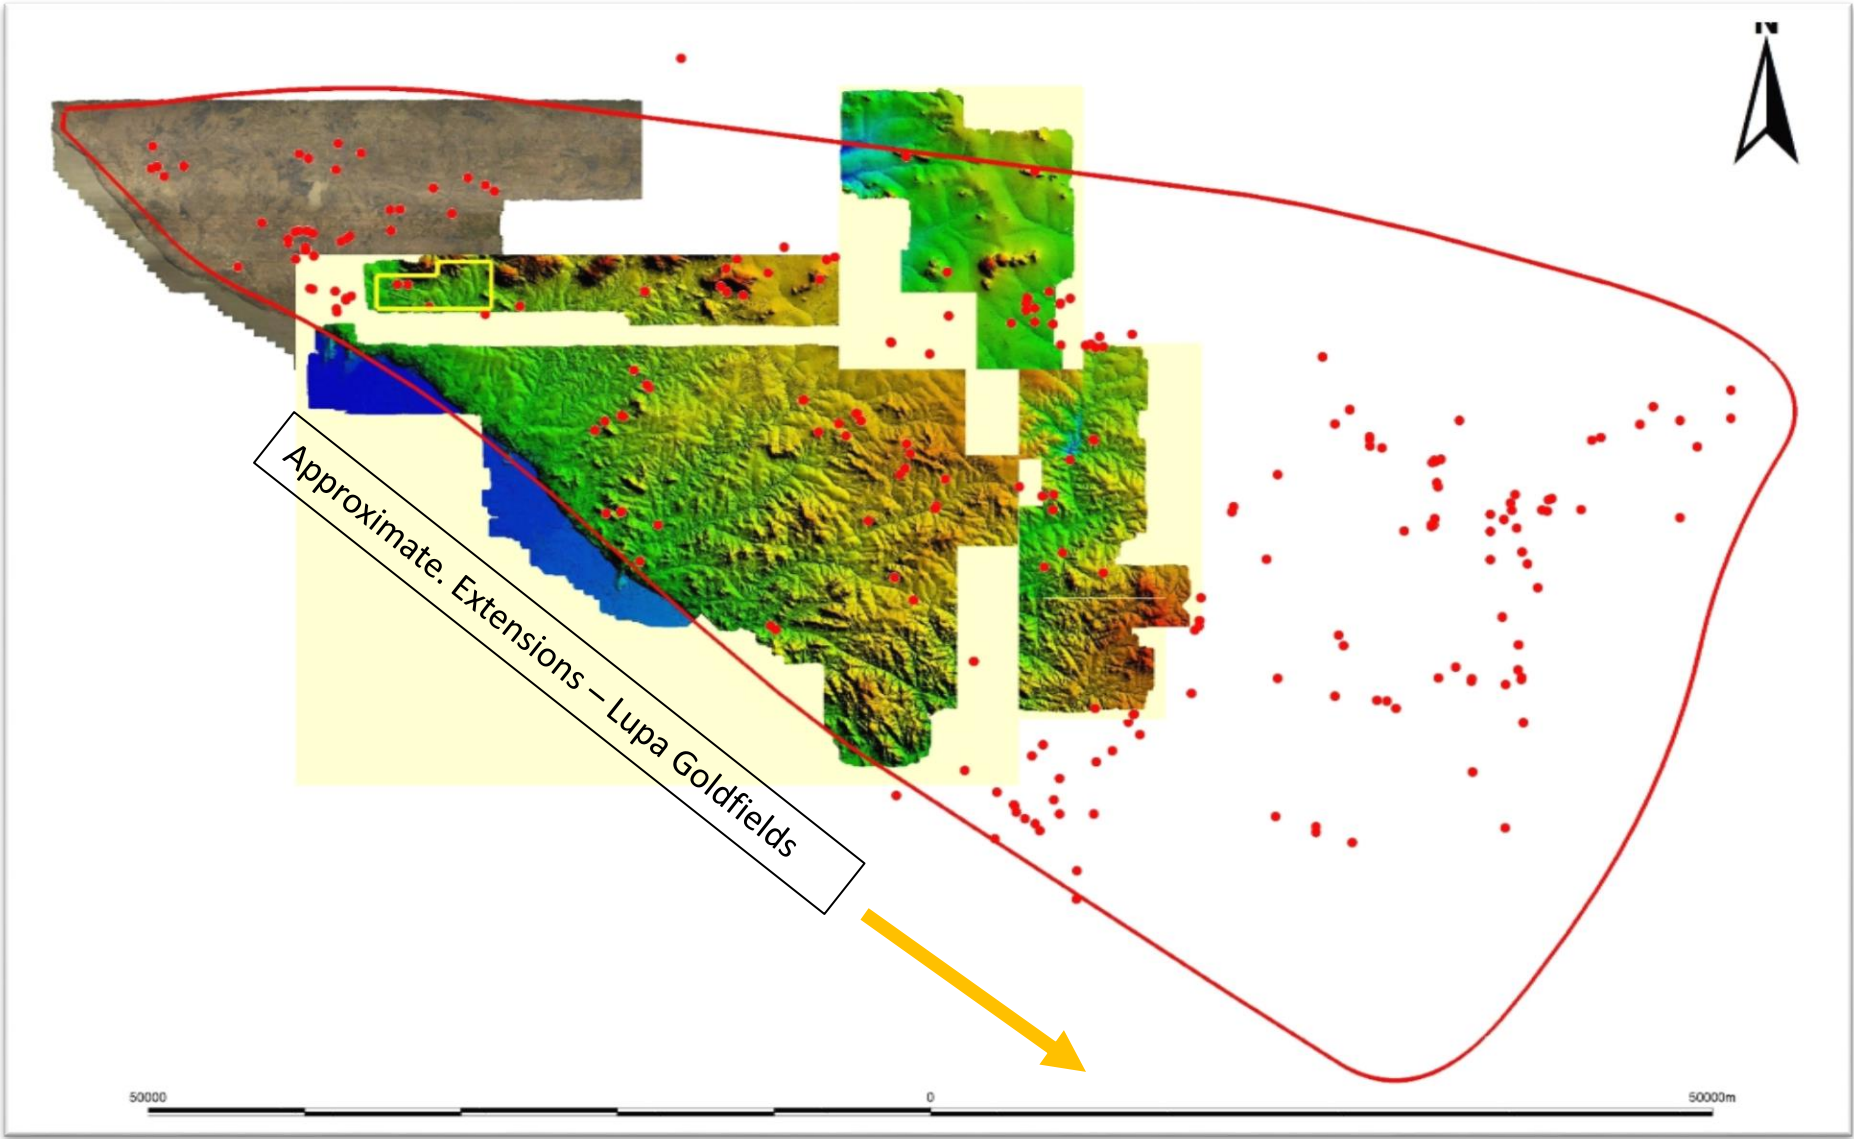 N
Approximate. Extensions – Lupa Goldfields
50000 0 50000m